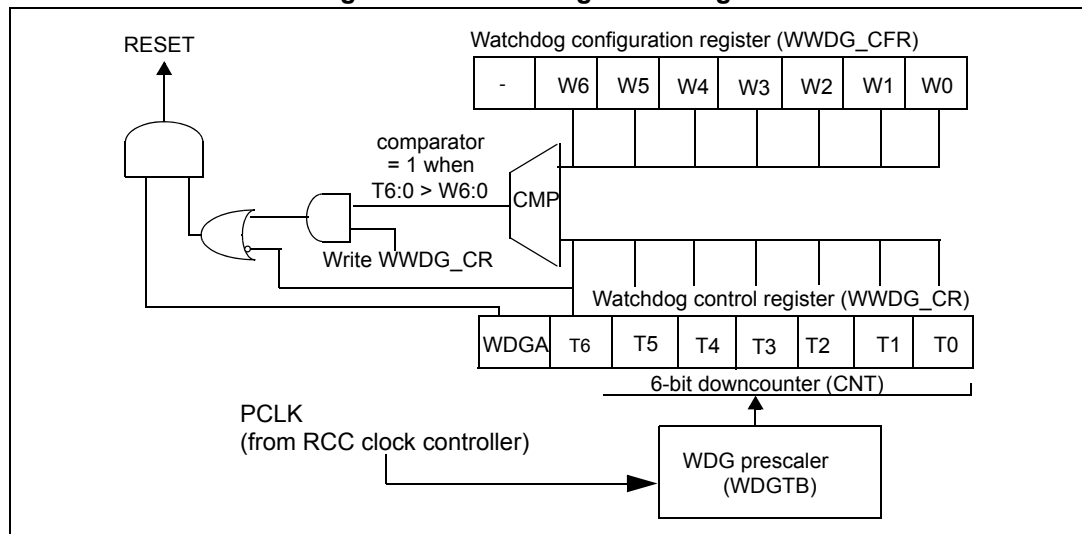 RESET
Watchdog configuration register (WWDG_CFR)
- W6 W5 W4 W3 W2 W1 W0
comparator
= 1 when
T6:0 > W6:0
CMP
Write WWDG_CR
Watchdog control register (WWDG_CR)
WDGA T6 T5 T4 T3 T2 T1 T0
6-bit downcounter (CNT)
PCLK
(from RCC clock controller)
WDG prescaler
(WDGTB)